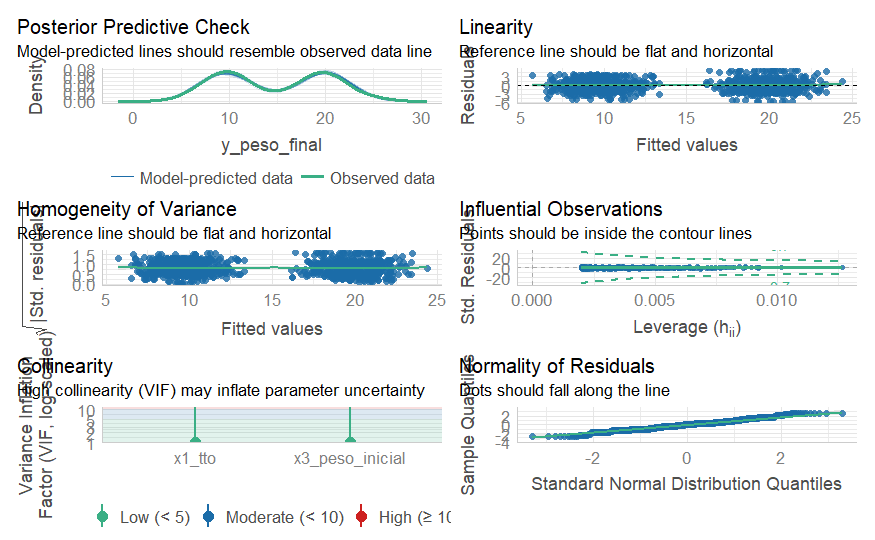 Posterior Predictive Check
Model-predicted lines should resemble observed data line
Density
0.08
0.06
0.04
0.02
0.00
0
10
20
30
y_peso_final
Model-predicted data
Observed data
Linearity
Reference line should be flat and horizontal
Residuals
3
0
-3
-6
5
10
15
20
25
Fitted values
Homogeneity of Variance
Reference line should be flat and horizontal
|Std. residuals|
1.5
1.0
0.5
0.0
5
10
15
20
25
Fitted values
Influential Observations
Points should be inside the contour lines
Std. Residuals
20
0
-20
0.000
0.005
0.010
Leverage (hii)
Collinearity
High collinearity (VIF) may inflate parameter uncertainty
Variance Inflation
Factor (VIF, log-scaled)
10
1
x1_tto
x3_peso_inicial
Low (< 5)
Moderate (< 10)
High (≥ 10
Normality of Residuals
Dots should fall along the line
Sample Quantiles
2
0
-2
-4
-2
0
2
Standard Normal Distribution Quantiles